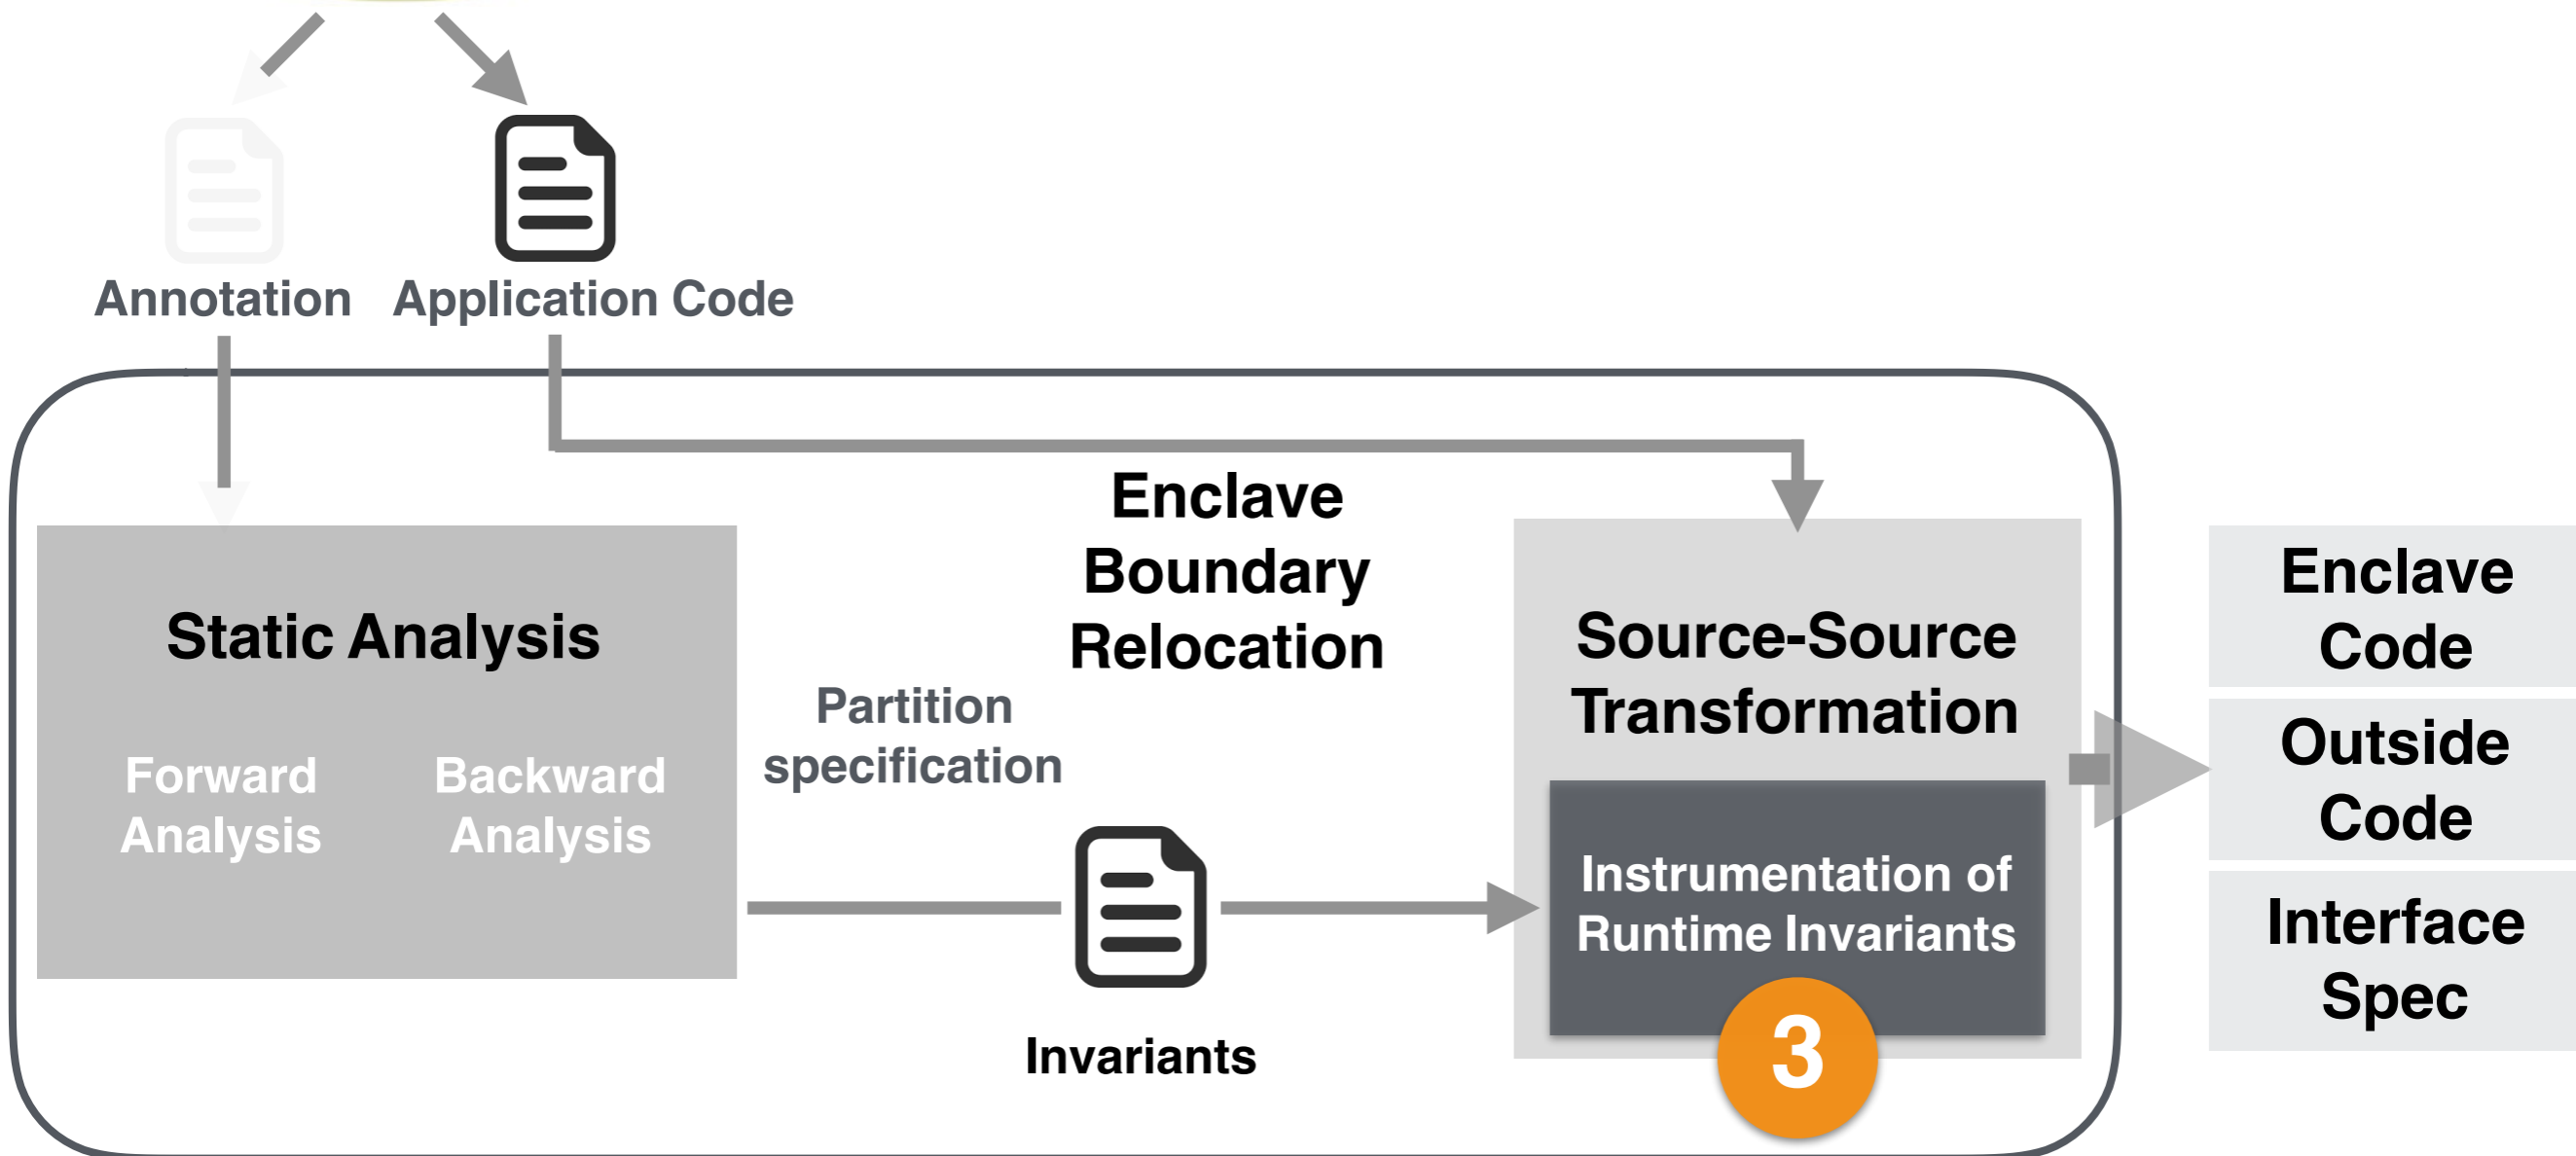 Annotation
Application Code
Enclave
Boundary
Relocation
Static Analysis
Forward
Analysis
Backward
Analysis
Partition
specification
Invariants
Source-Source
Transformation
Instrumentation of
Runtime Invariants
3
Enclave
Code
Outside
Code
Interface
Spec